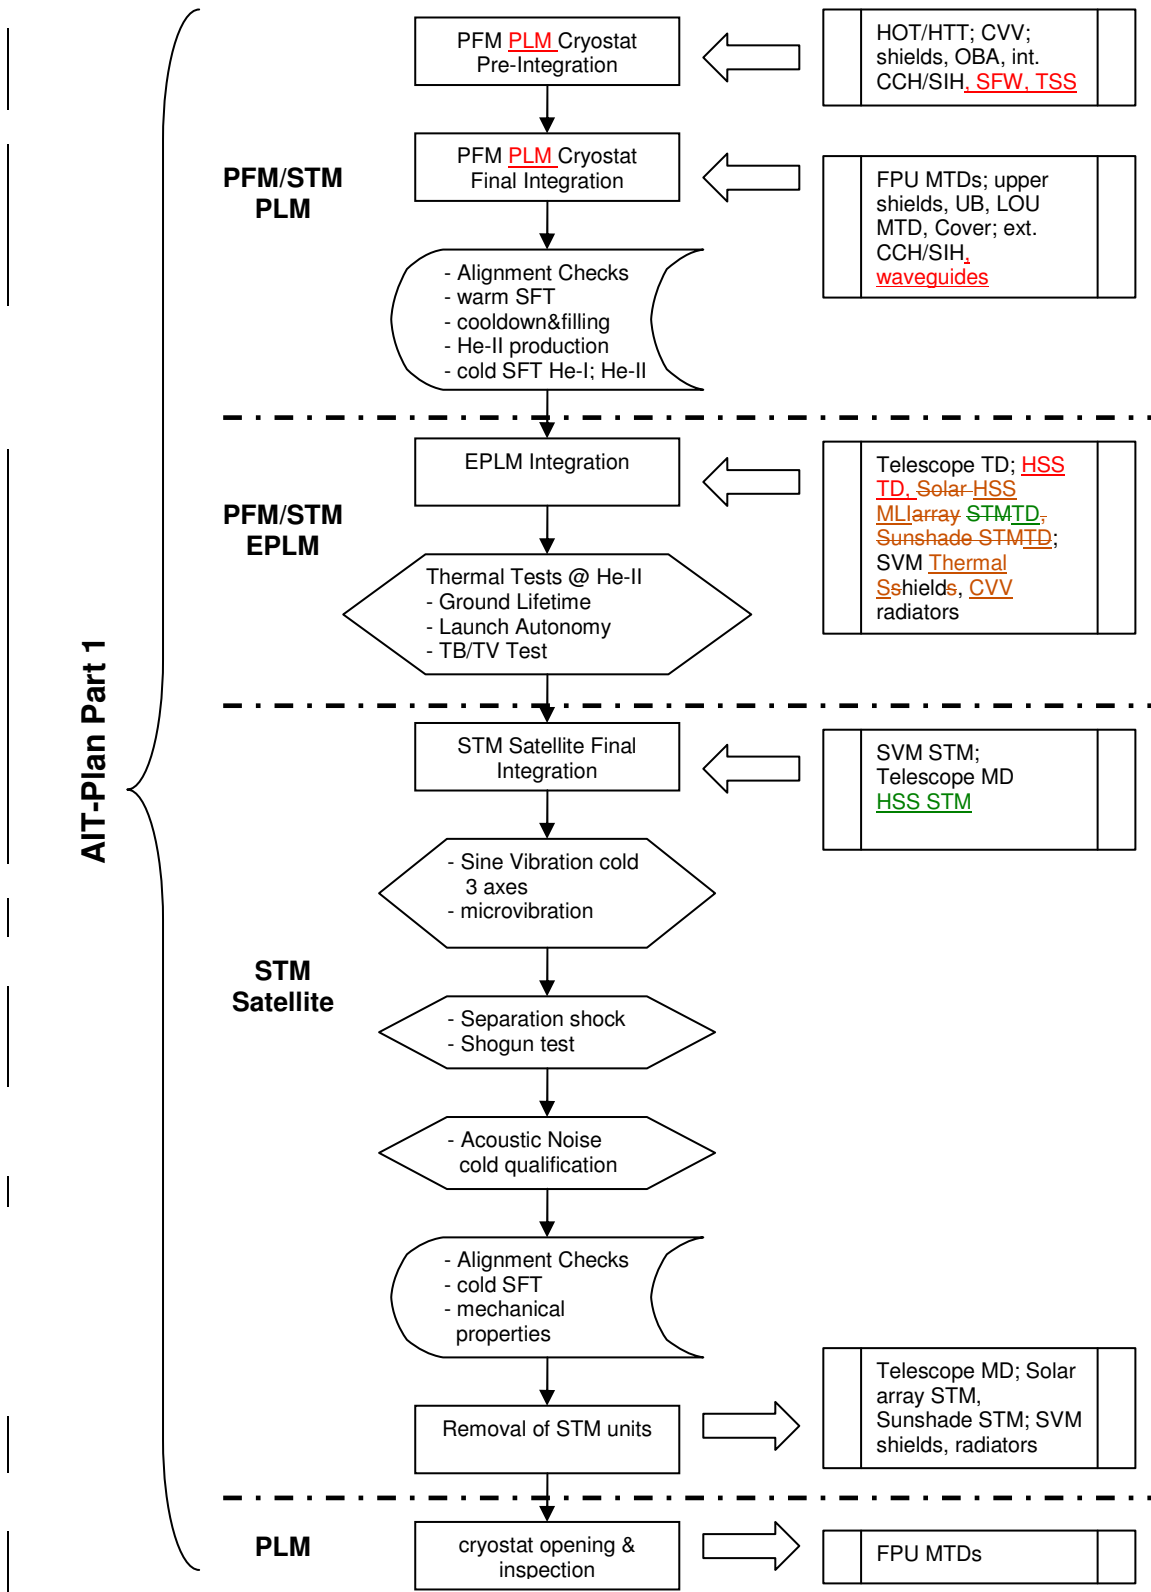 AIT-Plan Part 1
PFM PLM Cryostat
Pre-Integration
HOT/HTT; CVV;
shields, OBA, int.
CCH/SIH, SFW, TSS
PFM/STM
PLM
PFM PLM Cryostat
Final Integration
FPU MTDs; upper
shields, UB, LOU
MTD, Cover; ext.
CCH/SIH,
waveguides
- Alignment Checks
- warm SFT
- cooldown&filling
- He-II production
- cold SFT He-I; He-II
PFM/STM
EPLM
EPLM Integration
Telescope TD; HSS
TD, Solar HSS
MLIarray STMTD,
Sunshade STMTD;
SVM Thermal
Sshields, CVV
radiators
Thermal Tests @ He-II
- Ground Lifetime
- Launch Autonomy
- TB/TV Test
STM Satellite Final
Integration
SVM STM;
Telescope MD
HSS STM
STM
Satellite
- Sine Vibration cold
3 axes
- microvibration
- Separation shock
- Shogun test
- Acoustic Noise
cold qualification
- Alignment Checks
- cold SFT
- mechanical
properties
Removal of STM units
Telescope MD; Solar
array STM,
Sunshade STM; SVM
shields, radiators
PLM
cryostat opening &
inspection
FPU MTDs